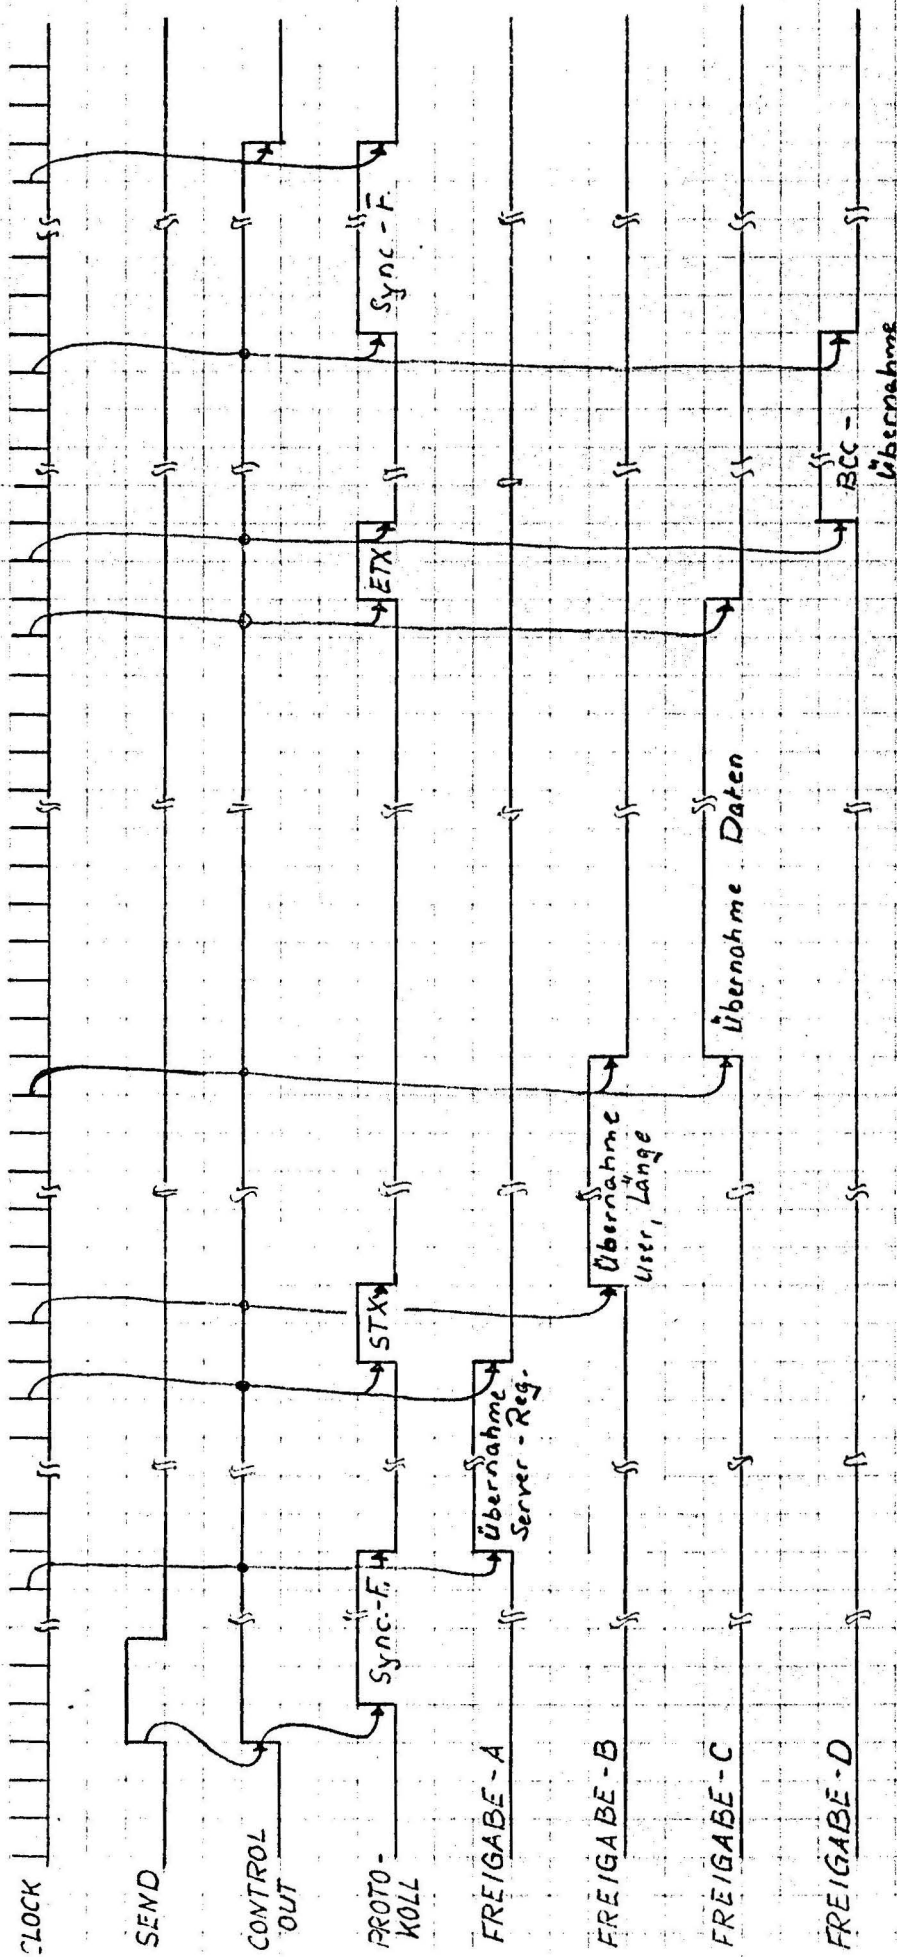 CLOCK
SEND
CONTROL
OUT
PROTO-
KOLL
Sync.-F.
STX
ETX
Sync-F.
FREIGABE-A
Übernahme
Server-Reg.
FREIGABE-B
Übernahme
User, Länge
FREIGABE-C
Übernahme Daten
FREIGABE-D
BCC-
Übernahme